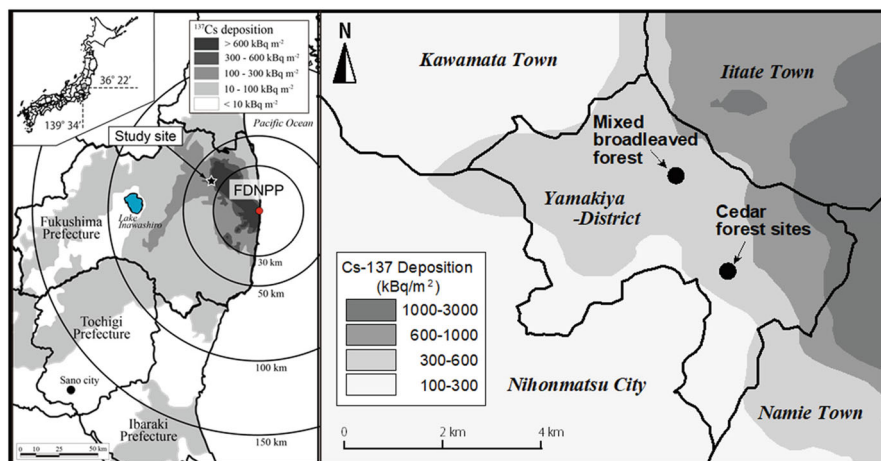 ¹³⁷Cs deposition
> 600 kBq m⁻²
300 - 600 kBq m⁻²
100 - 300 kBq m⁻²
10 - 100 kBq m⁻²
< 10 kBq m⁻²
36° 22'
139° 34'
Pacific Ocean
Study site
FDNPP
Fukushima
Prefecture
Lake
Inawashiro
30 km
50 km
Tochigi
Prefecture
Sano city
100 km
Ibaraki
Prefecture
150 km
0 10 25 50 km
N
Kawamata Town
Iitate Town
Mixed
broadleaved
forest
Yamakiya
-District
Cedar
forest sites
Cs-137 Deposition
(kBq/m²)
1000-3000
600-1000
300-600
100-300
Nihonmatsu City
Namie Town
0 2 km 4 km